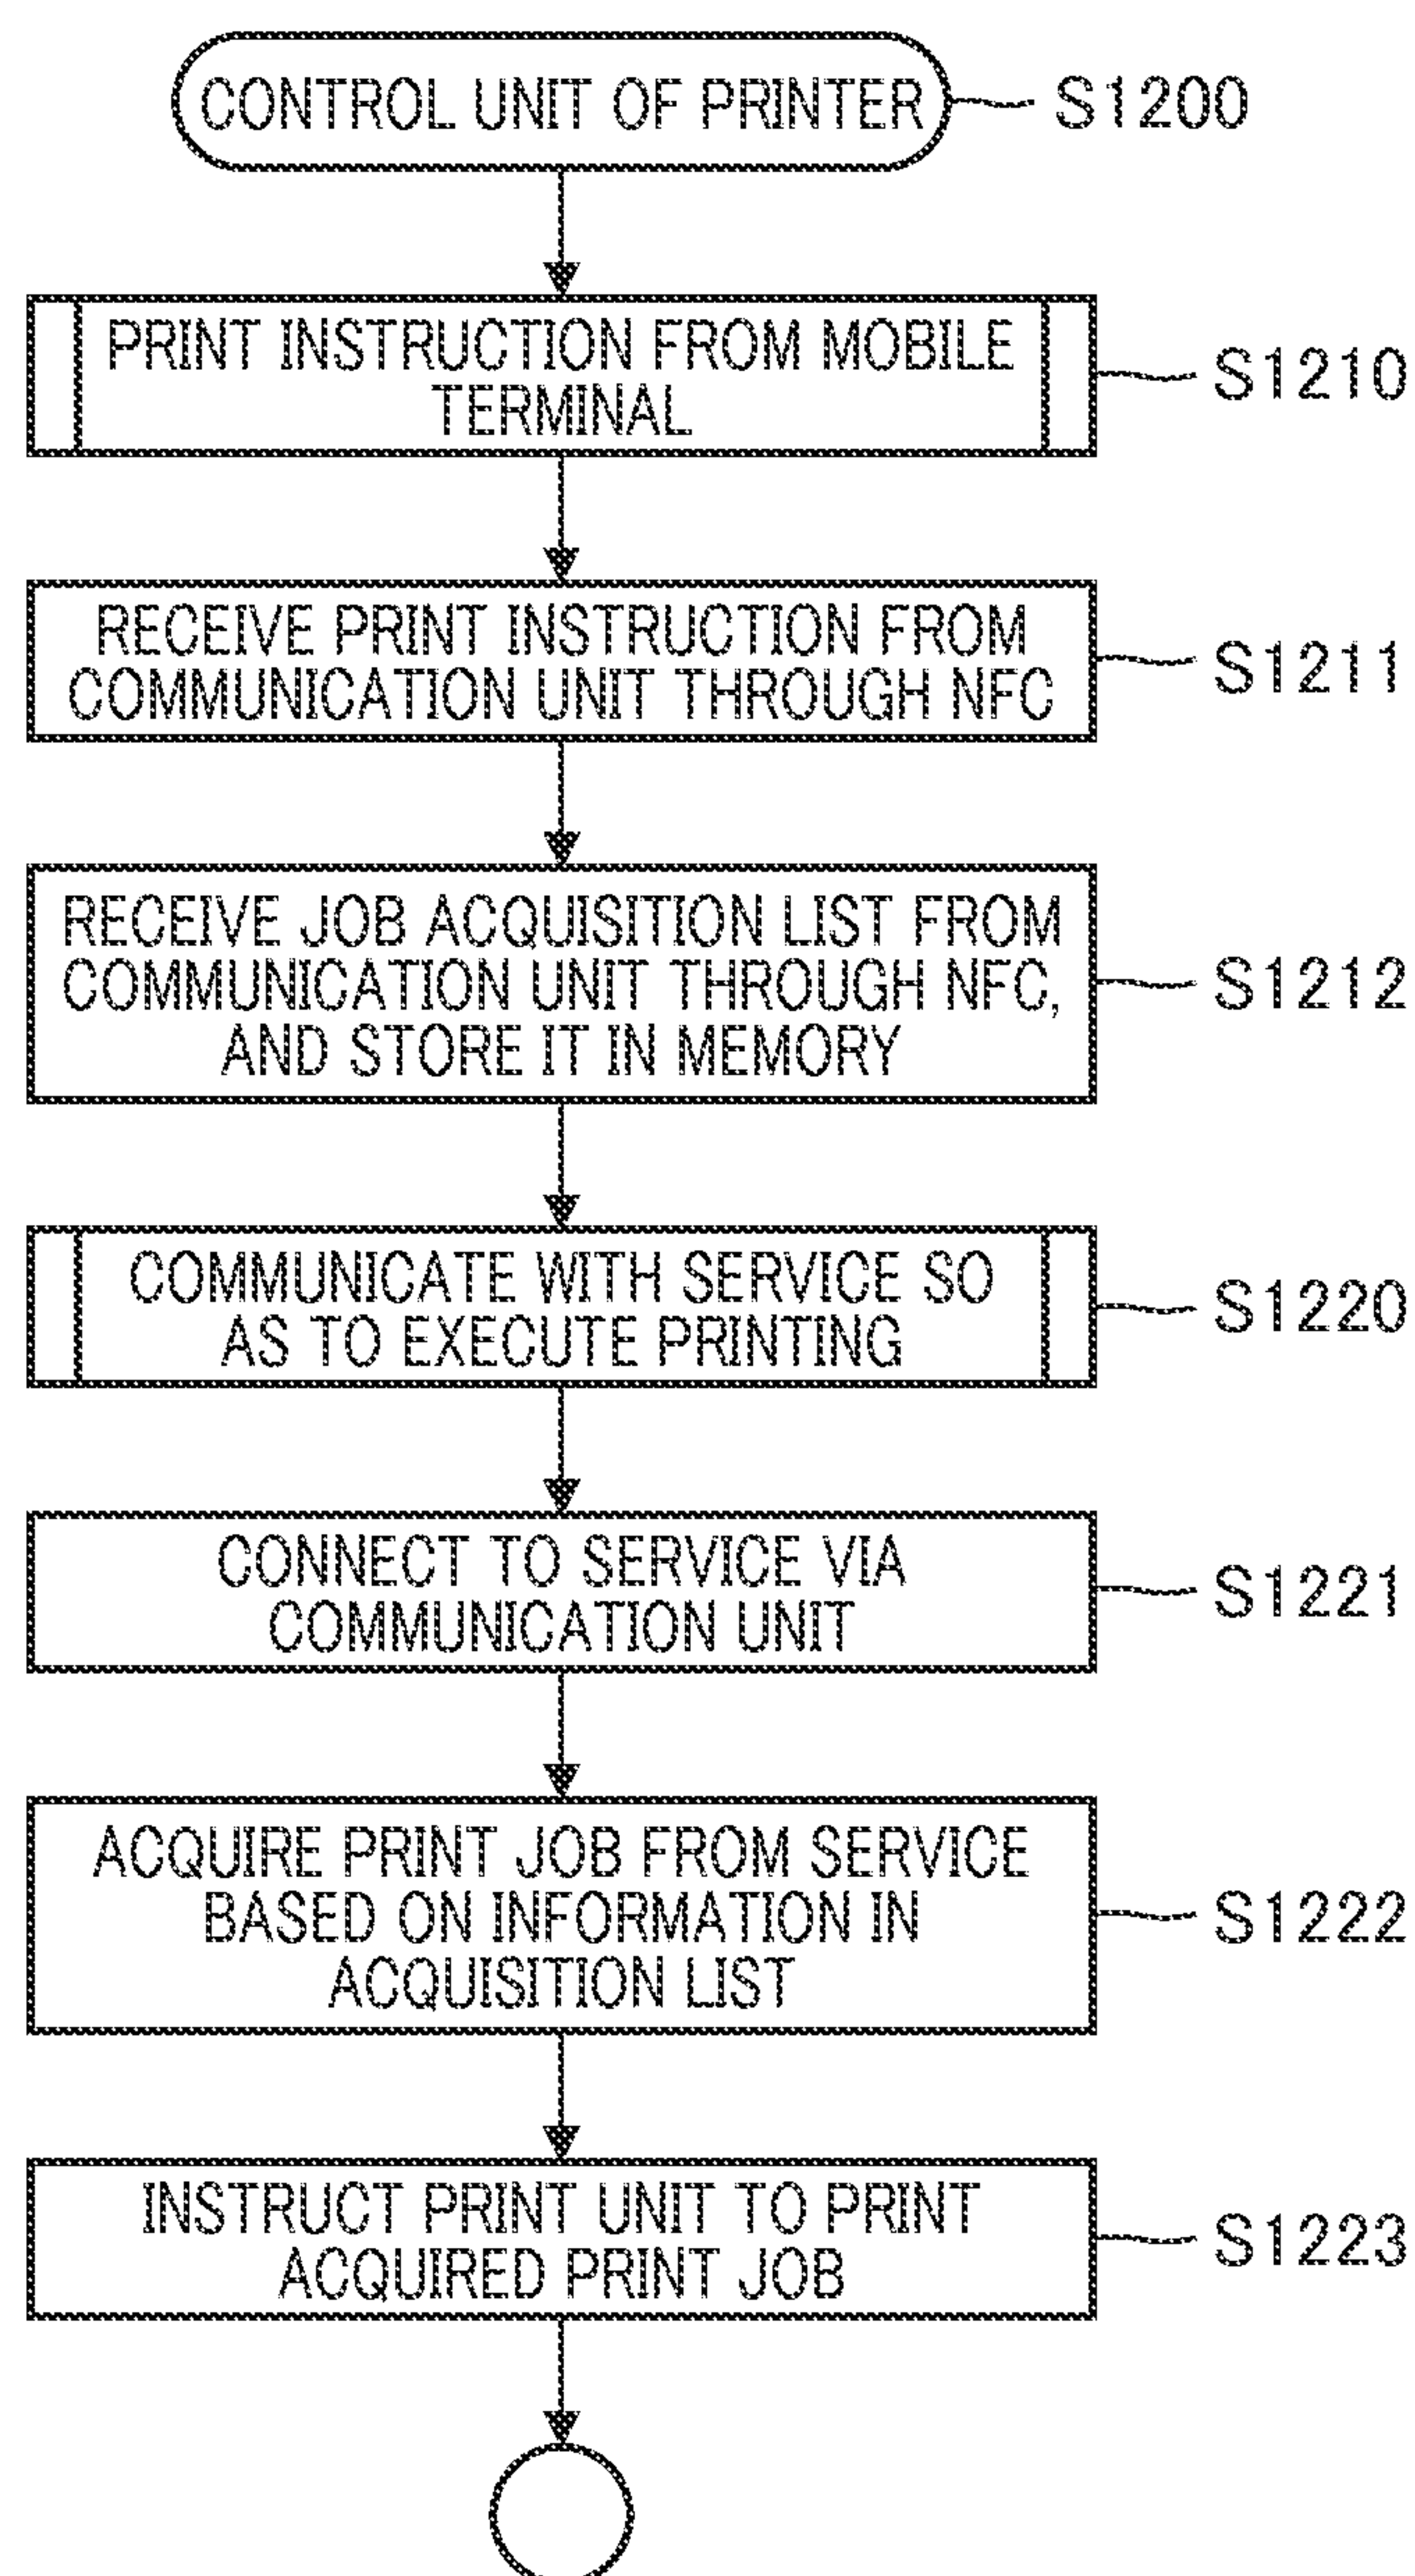 CONTROL UNIT OF PRINTER
S1200
PRINT INSTRUCTION FROM MOBILE
TERMINAL
S1210
RECEIVE PRINT INSTRUCTION FROM
COMMUNICATION UNIT THROUGH NFC
S1211
RECEIVE JOB ACQUISITION LIST FROM
COMMUNICATION UNIT THROUGH NFC,
AND STORE IT IN MEMORY
S1212
COMMUNICATE WITH SERVICE SO
AS TO EXECUTE PRINTING
S1220
CONNECT TO SERVICE VIA
COMMUNICATION UNIT
S1221
ACQUIRE PRINT JOB FROM SERVICE
BASED ON INFORMATION IN
ACQUISITION LIST
S1222
INSTRUCT PRINT UNIT TO PRINT
ACQUIRED PRINT JOB
S1223